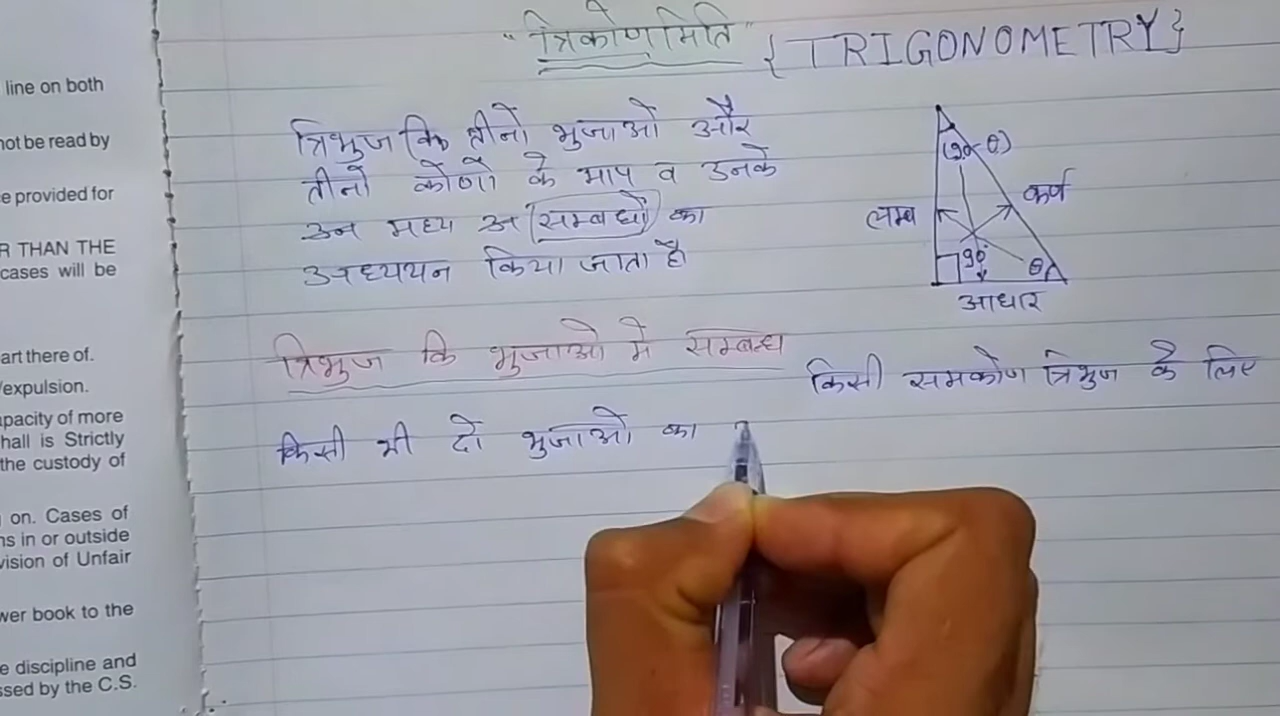 line on both
not be read by
e provided for
R THAN THE
cases will be
art there of.
/expulsion.
apacity of more
hall is Strictly
the custody of
on. Cases of
ns in or outside
vision of Unfair
wer book to the
e discipline and
ssed by the C.S.
"त्रिकोणमिति" {TRIGONOMETRY}
त्रिभुज कि तीनों भुजाओं और
तीनों कोणों के माप व उनके
मध्य सम्बधों का
अध्ययन किया जाता है
(90-θ)
कर्ण
लम्ब
90°
θ
आधार
त्रिभुज कि भुजाओ में सम्बन्ध
किसी समकोण त्रिभुज के लिए
किसी भी दो भुजाओं का